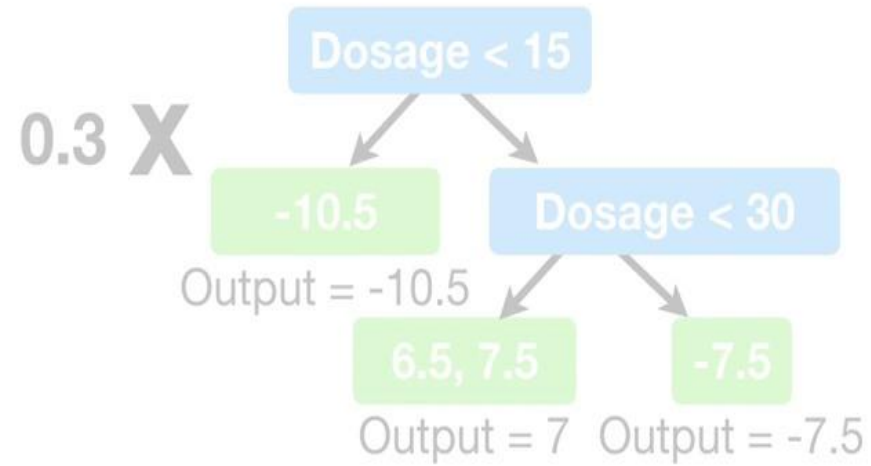 Dosage < 15
0.3 X
-10.5
Dosage < 30
Output = -10.5
6.5, 7.5
-7.5
Output = 7
Output = -7.5